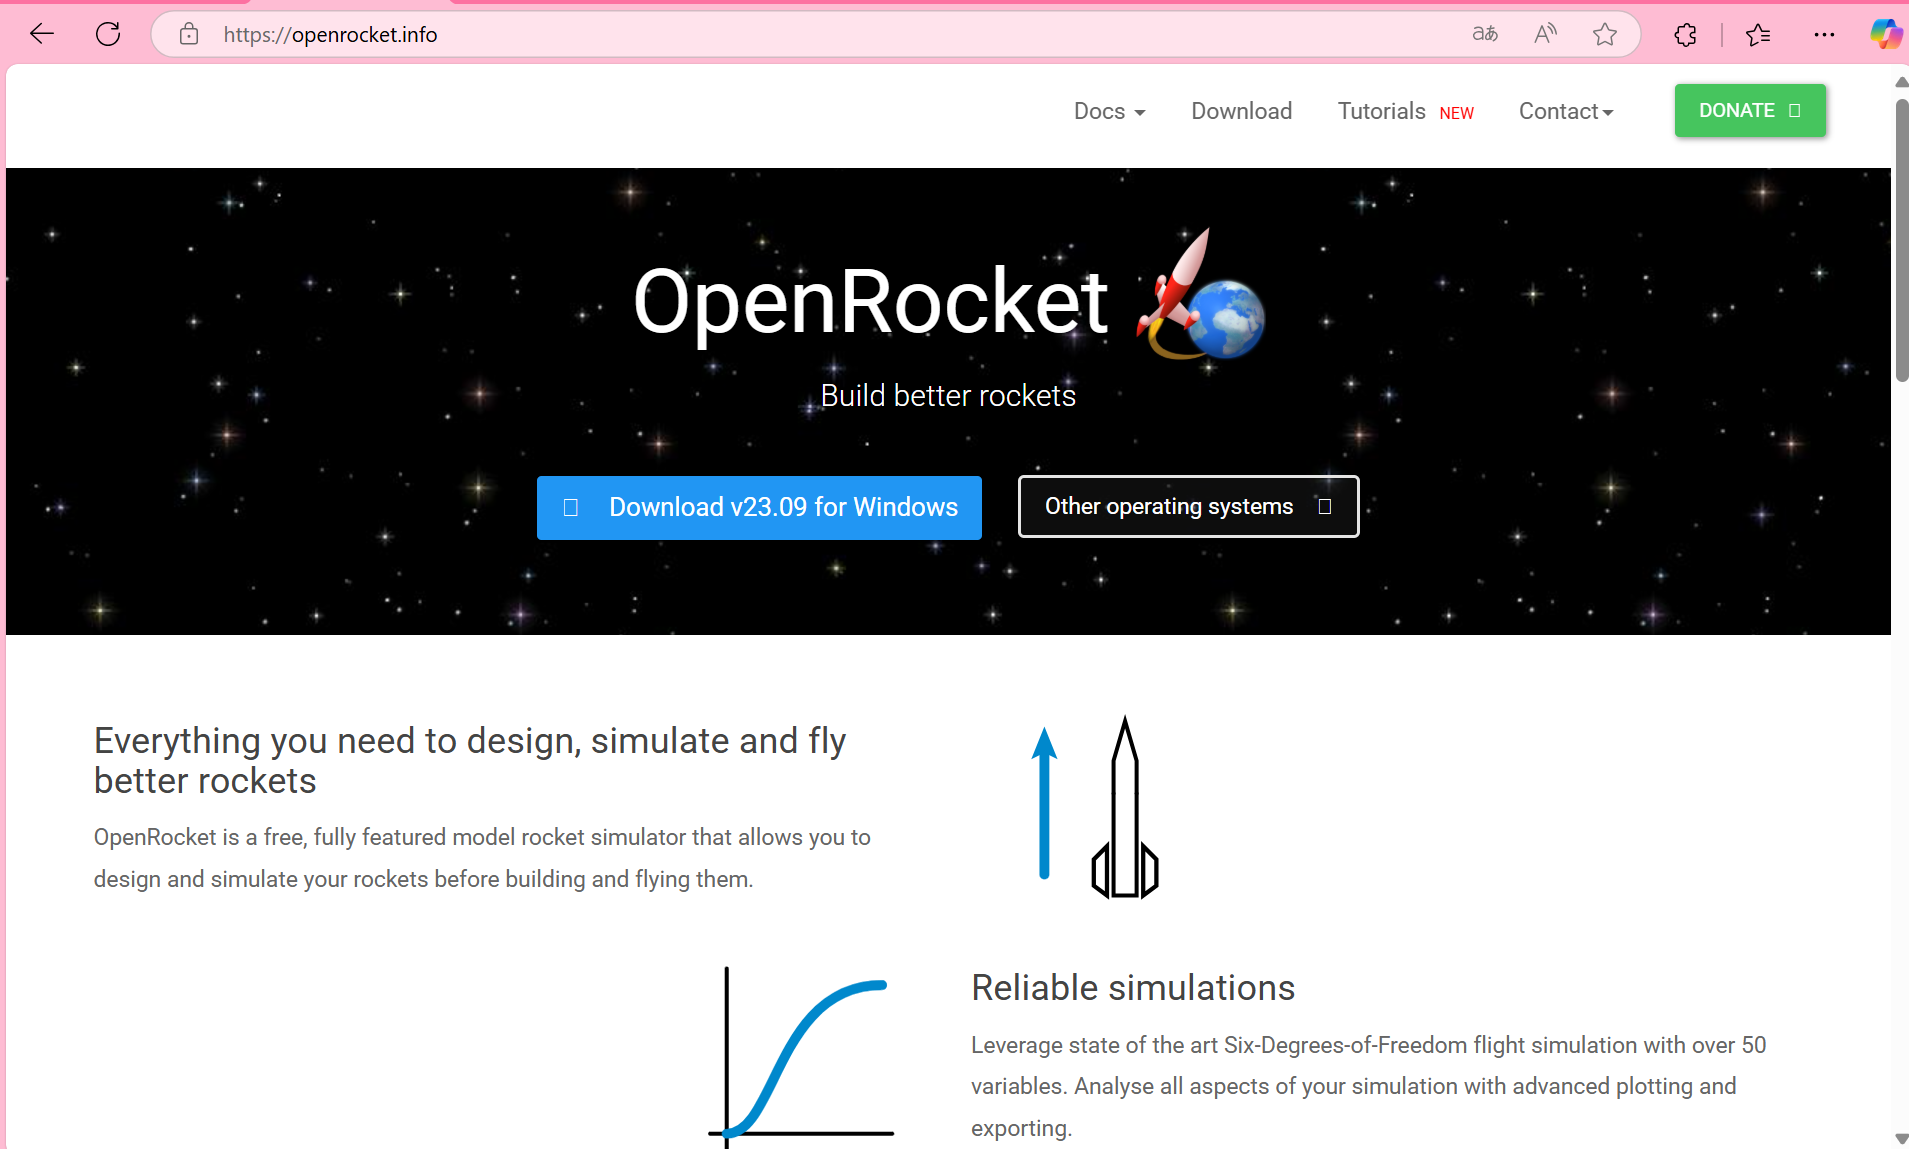 https://openrocket.info
Docs
Download
Tutorials NEW
Contact
DONATE
OpenRocket
Build better rockets
Download v23.09 for Windows
Other operating systems
Everything you need to design, simulate and fly
better rockets
OpenRocket is a free, fully featured model rocket simulator that allows you to
design and simulate your rockets before building and flying them.
Reliable simulations
Leverage state of the art Six-Degrees-of-Freedom flight simulation with over 50
variables. Analyse all aspects of your simulation with advanced plotting and
exporting.